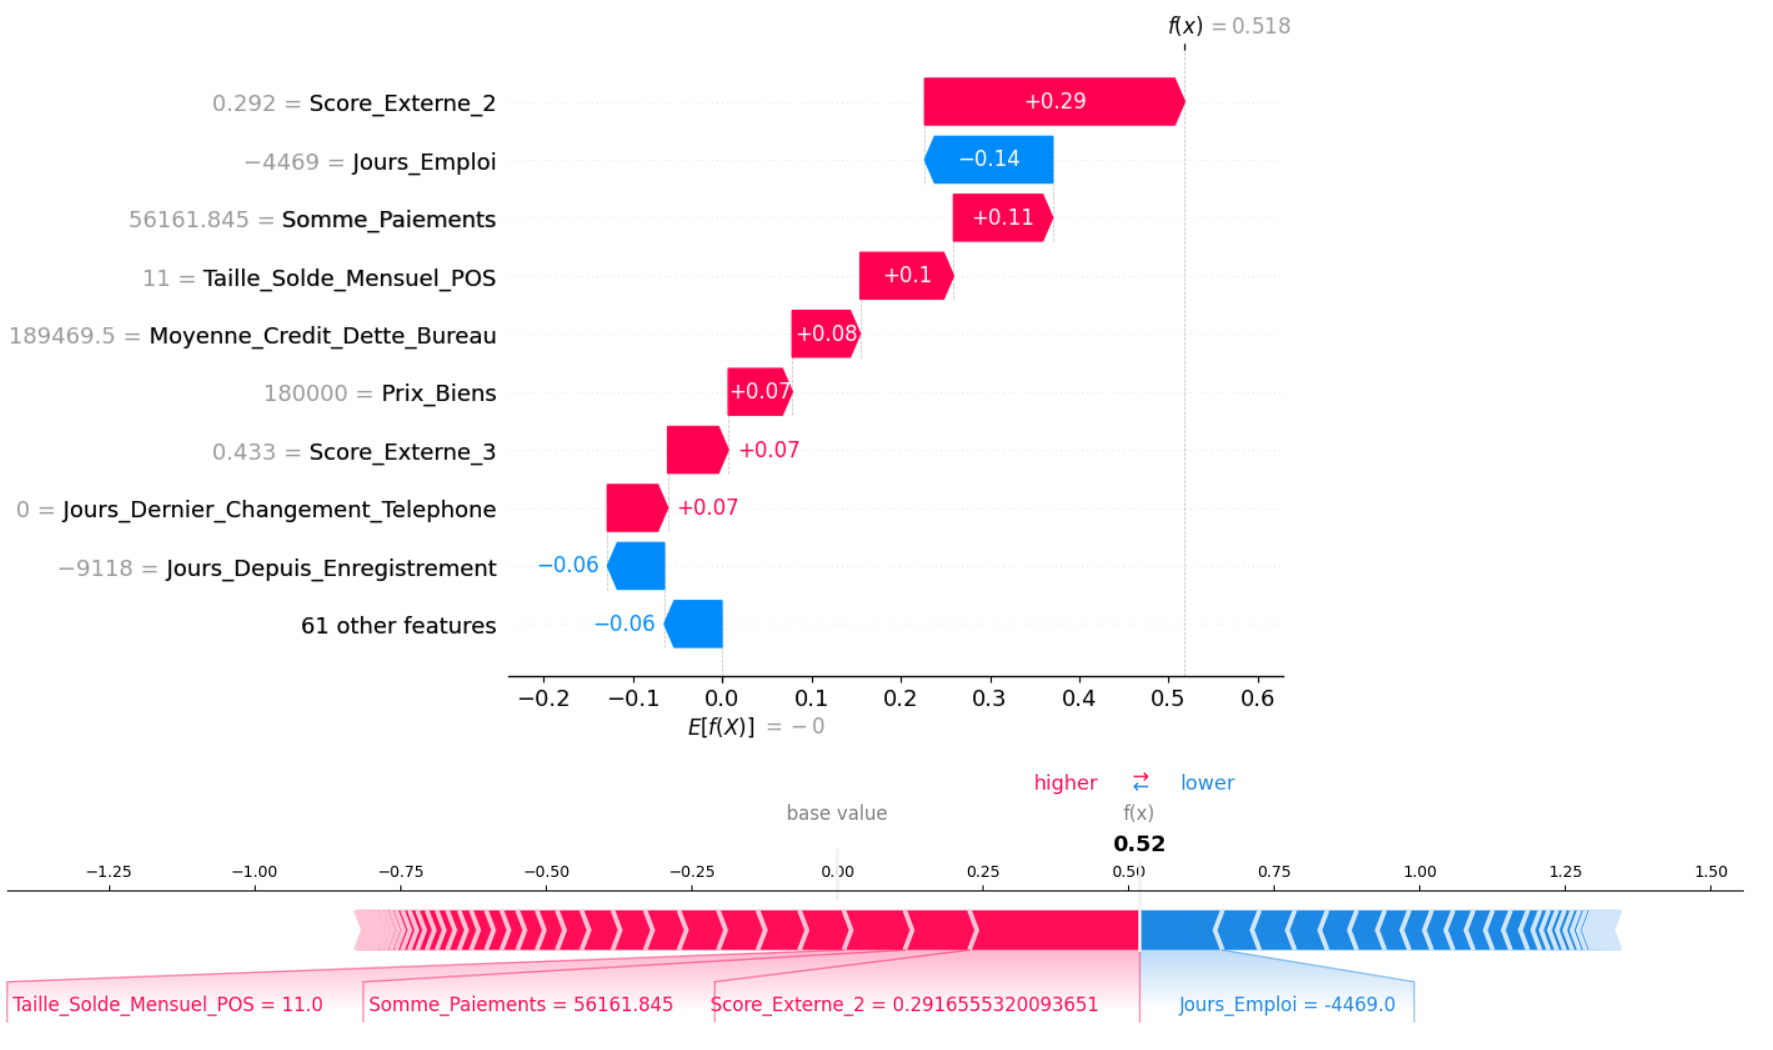 f(x) = 0.518
0.292 = Score_Externe_2 +0.29
−4469 = Jours_Emploi −0.14
56161.845 = Somme_Paiements +0.11
11 = Taille_Solde_Mensuel_POS +0.1
189469.5 = Moyenne_Credit_Dette_Bureau +0.08
180000 = Prix_Biens +0.07
0.433 = Score_Externe_3 +0.07
0 = Jours_Dernier_Changement_Telephone +0.07
−9118 = Jours_Depuis_Enregistrement −0.06
61 other features −0.06
−0.2 −0.1 0.0 0.1 0.2 0.3 0.4 0.5 0.6
E[f(X)] = −0
higher ⇄ lower
base value f(x)
0.52
−1.25 −1.00 −0.75 −0.50 −0.25 0.00 0.25 0.50 0.75 1.00 1.25 1.50
Taille_Solde_Mensuel_POS = 11.0 Somme_Paiements = 56161.845 Score_Externe_2 = 0.2916555320093651 Jours_Emploi = -4469.0